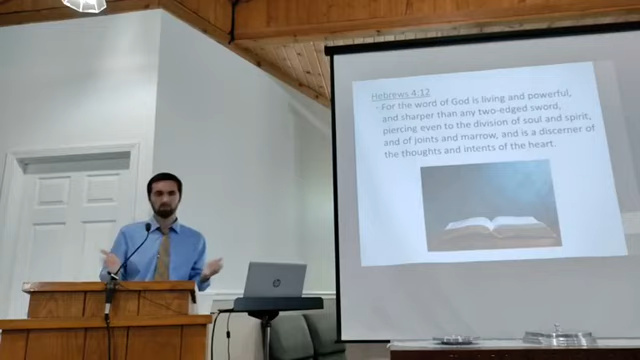 Hebrews 4:12
- For the word of God is living and powerful,
and sharper than any two-edged sword,
piercing even to the division of soul and spirit,
and of joints and marrow, and is a discerner of
the thoughts and intents of the heart.
hp